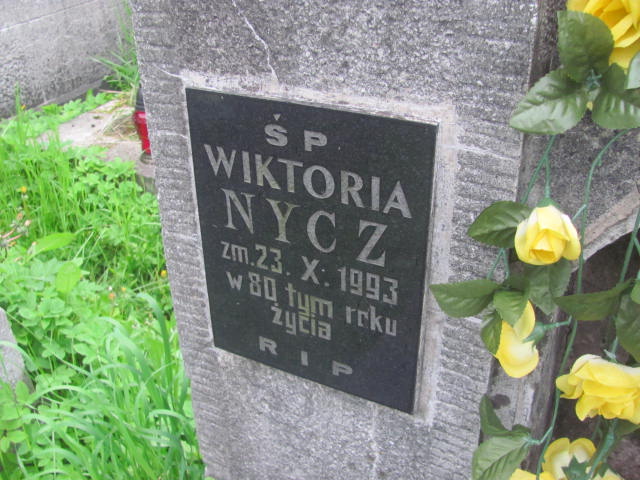 ŚP
WIKTORIA
NYCZ
zm. 23. X. 1993
w 80 tym roku
życia
RIP